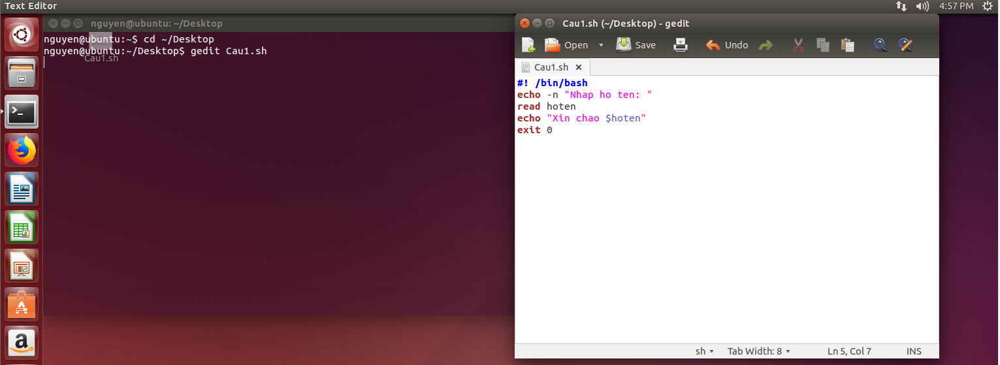 Text Editor
4:57 PM
nguyen@ubuntu: ~/Desktop
nguyen@ubuntu:~$ cd ~/Desktop
nguyen@ubuntu:~/Desktop$ gedit Cau1.sh
Cau1.sh
Cau1.sh (~/Desktop) - gedit
Open Save Undo
Cau1.sh
#! /bin/bash
echo -n "Nhap ho ten: "
read hoten
echo "Xin chao $hoten"
exit 0
sh Tab Width: 8 Ln 5, Col 7 INS